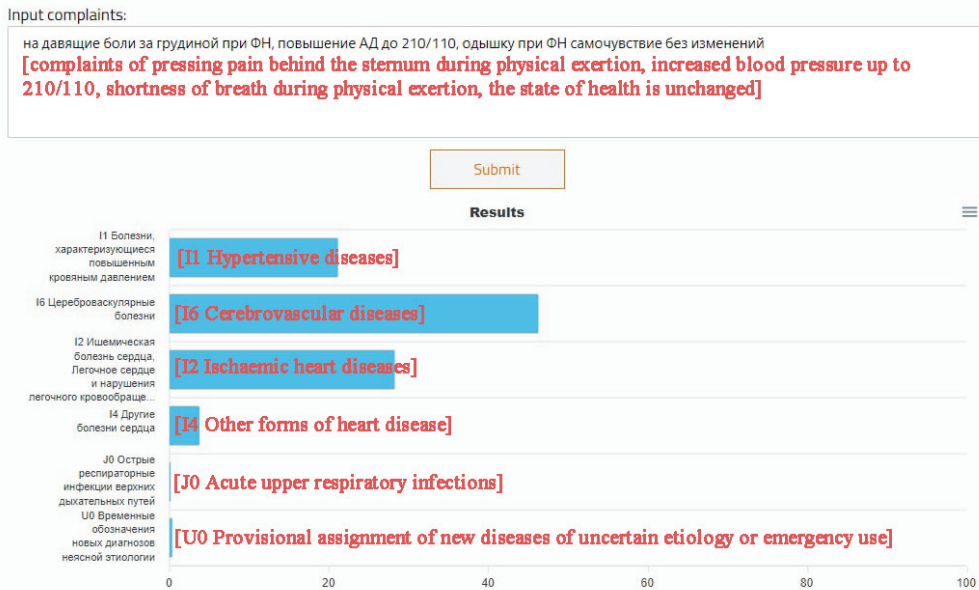 Input complaints:
на давящие боли за грудиной при ФН, повышение АД до 210/110, одышку при ФН самочувствие без изменений
[complaints of pressing pain behind the sternum during physical exertion, increased blood pressure up to
210/110, shortness of breath during physical exertion, the state of health is unchanged]
Submit
Results
I1 Болезни,
характеризующиеся
повышенным
кровяным давлением
[I1 Hypertensive diseases]
I6 Цереброваскулярные
болезни
[I6 Cerebrovascular diseases]
I2 Ишемическая
болезнь сердца,
Легочное сердце
и нарушения
легочного кровообраще...
[I2 Ischaemic heart diseases]
I4 Другие
болезни сердца
[I4 Other forms of heart disease]
J0 Острые
респираторные
инфекции верхних
дыхательных путей
[J0 Acute upper respiratory infections]
U0 Временные
обозначения
новых диагнозов
неясной этиологии
[U0 Provisional assignment of new diseases of uncertain etiology or emergency use]
0 20 40 60 80 100